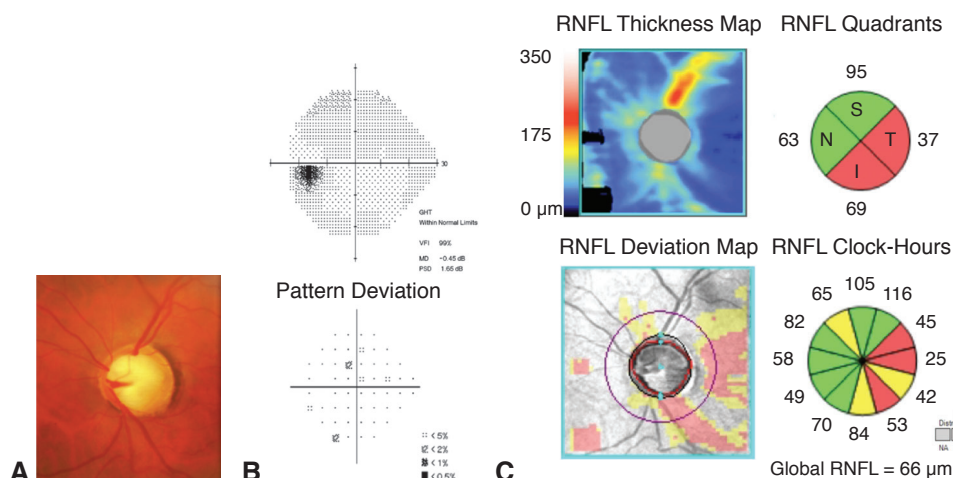 A
30
GHT
Within Normal Limits
VFI 99%
MD -0.45 dB
PSD 1.65 dB
Pattern Deviation
< 5%
< 2%
< 1%
< 0.5%
B
RNFL Thickness Map
350
175
0 µm
RNFL Quadrants
95
S
63
N
T
37
I
69
RNFL Deviation Map
RNFL Clock-Hours
105
65
116
82
45
58
25
49
42
70
53
84
NA
Global RNFL = 66 µm
C